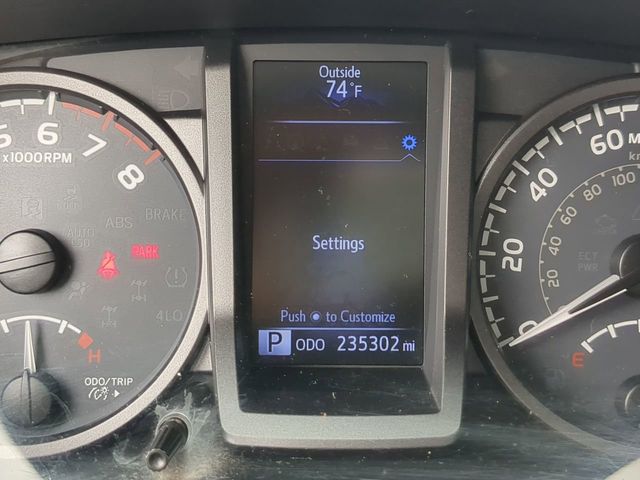 Outside
74°F
Settings
Push to Customize
P ODO 235302 mi
5 6 7 8
x1000RPM
ABS
BRAKE
AUTO
LSD
PARK
4LO
H
ODO/TRIP
0 20 40 60
80 100
ECT
PWR
E